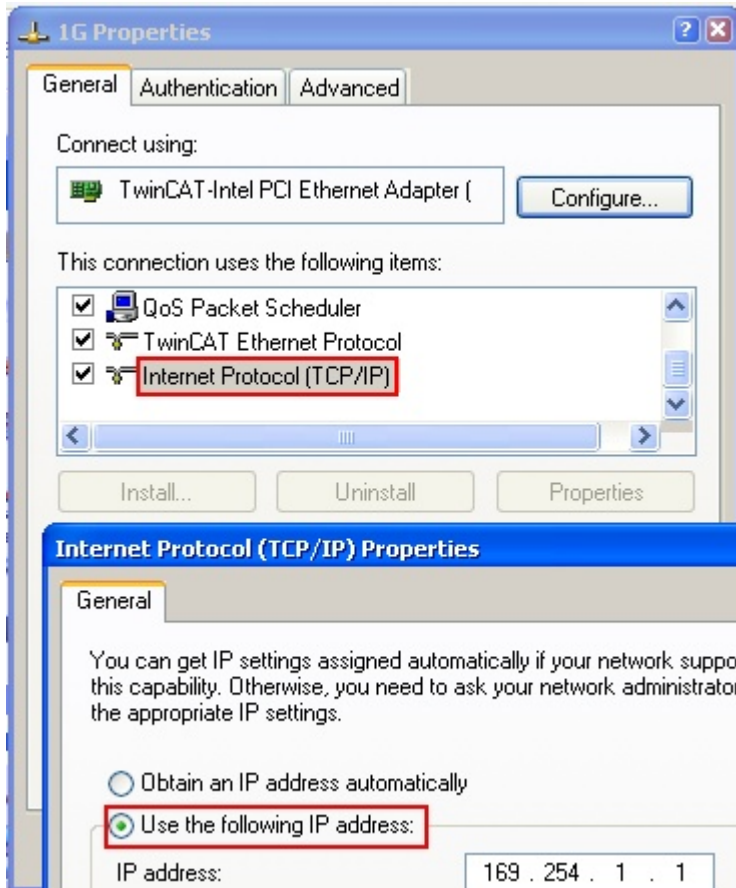 1G Properties
General Authentication Advanced
Connect using:
TwinCAT-Intel PCI Ethernet Adapter (
Configure...
This connection uses the following items:
QoS Packet Scheduler
TwinCAT Ethernet Protocol
Internet Protocol (TCP/IP)
Install... Uninstall Properties
Internet Protocol (TCP/IP) Properties
General
You can get IP settings assigned automatically if your network suppo
this capability. Otherwise, you need to ask your network administrator
the appropriate IP settings.
Obtain an IP address automatically
Use the following IP address:
IP address: 169 . 254 . 1 . 1